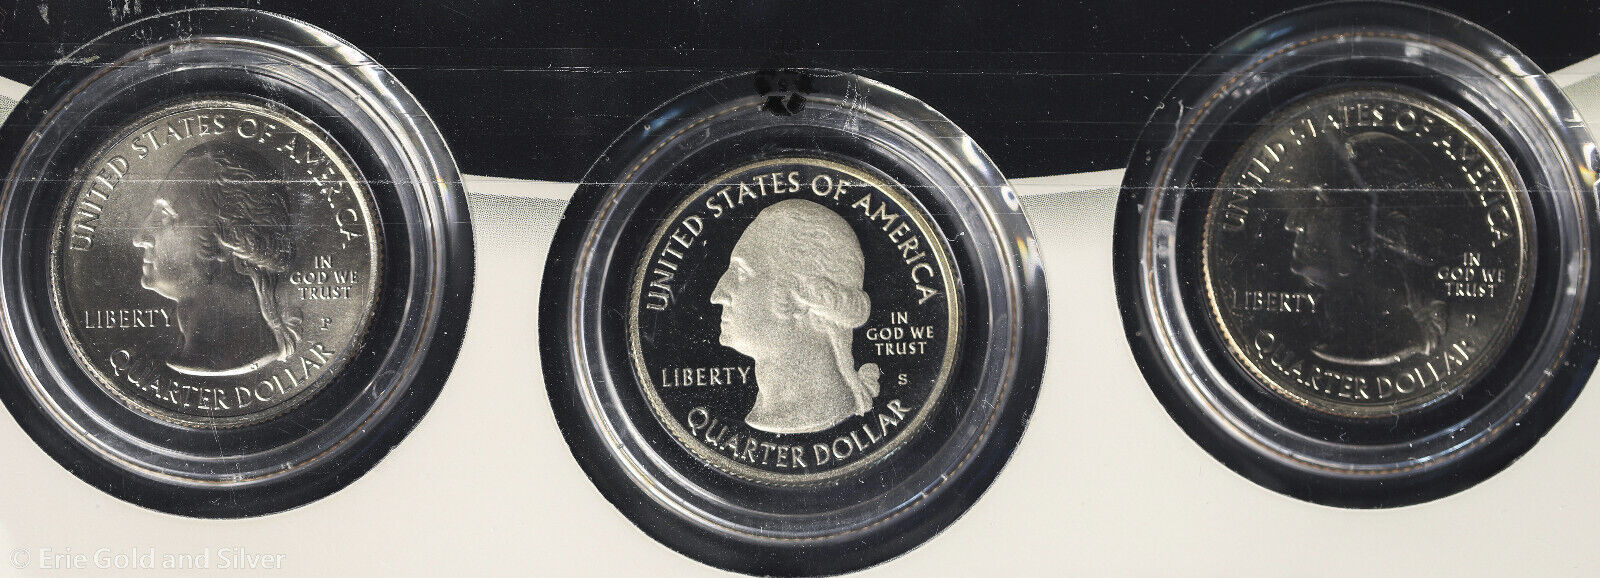 UNITED STATES OF AMERICA
IN
GOD WE
TRUST
LIBERTY
P
QUARTER DOLLAR
UNITED STATES OF AMERICA
IN
GOD WE
TRUST
LIBERTY
S
QUARTER DOLLAR
UNITED STATES OF AMERICA
IN
GOD WE
TRUST
LIBERTY
QUARTER DOLLAR
© Erie Gold and Silver